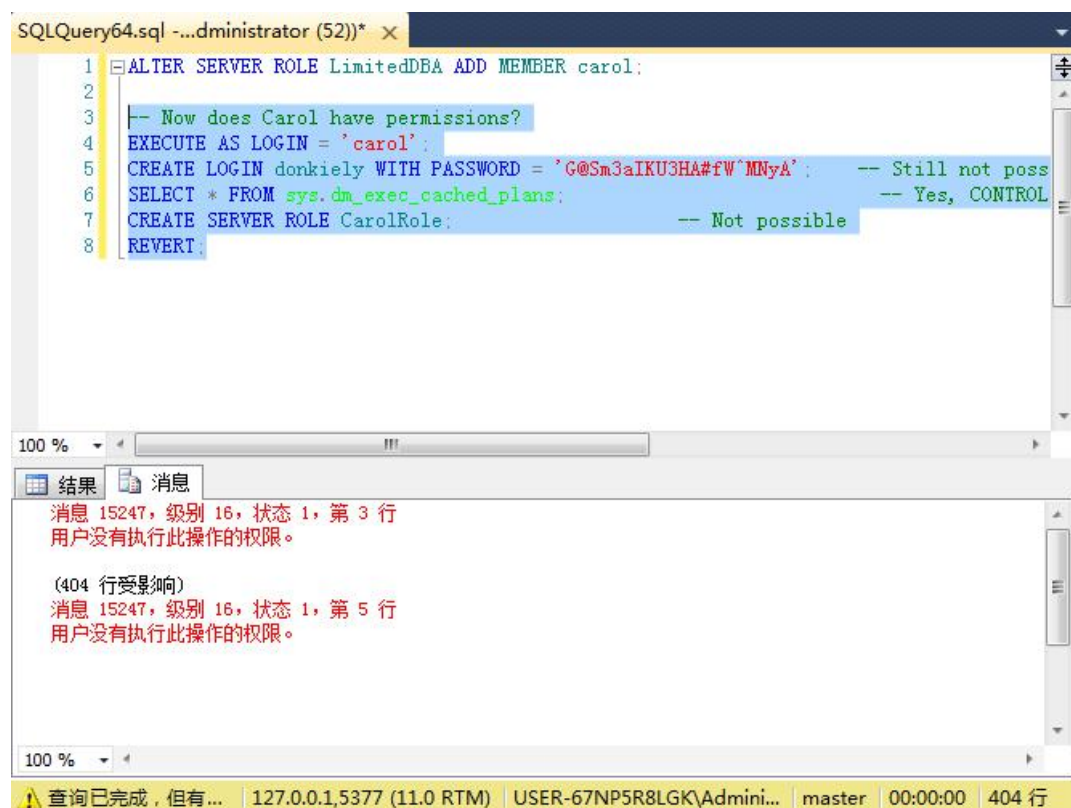 SQLQuery64.sql -...dministrator (52))*
1 ALTER SERVER ROLE LimitedDBA ADD MEMBER carol;
2
3 -- Now does Carol have permissions?
4 EXECUTE AS LOGIN = 'carol';
5 CREATE LOGIN donkiely WITH PASSWORD = 'G@Sm3aIKU3HA#fW^MNyA'; -- Still not poss
6 SELECT * FROM sys.dm_exec_cached_plans; -- Yes, CONTROL
7 CREATE SERVER ROLE CarolRole; -- Not possible
8 REVERT;
100 %
结果 消息
消息 15247，级别 16，状态 1，第 3 行
用户没有执行此操作的权限。
(404 行受影响)
消息 15247，级别 16，状态 1，第 5 行
用户没有执行此操作的权限。
100 %
查询已完成，但有... 127.0.0.1,5377 (11.0 RTM) USER-67NP5R8LGK\Admini... master 00:00:00 404 行